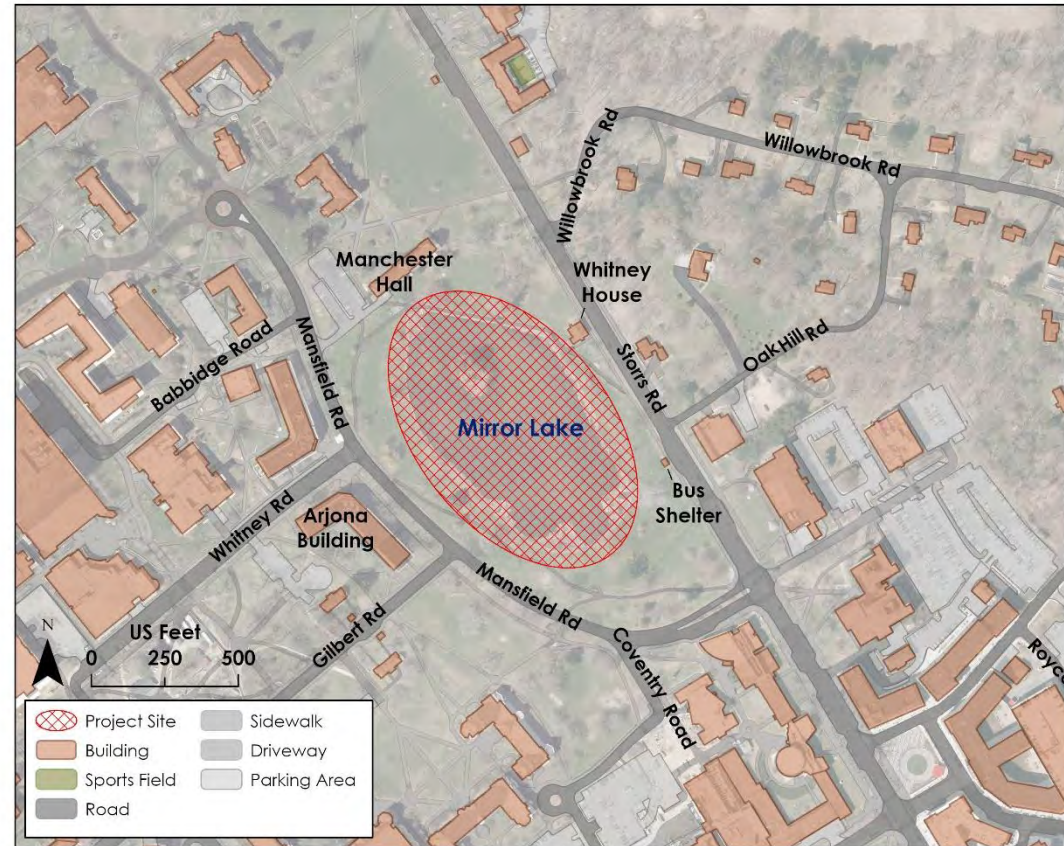 Willowbrook Rd
Willowbrook Rd
Manchester
Hall
Whitney
House
Babbidge Road
Mansfield Rd
Storrs Rd
Oak Hill Rd
Mirror Lake
Bus
Shelter
Whitney Rd
Arjona
Building
Mansfield Rd
Gilbert Rd
Coventry Road
Royce
N
US Feet
0 250 500
Project Site
Building
Sports Field
Road
Sidewalk
Driveway
Parking Area